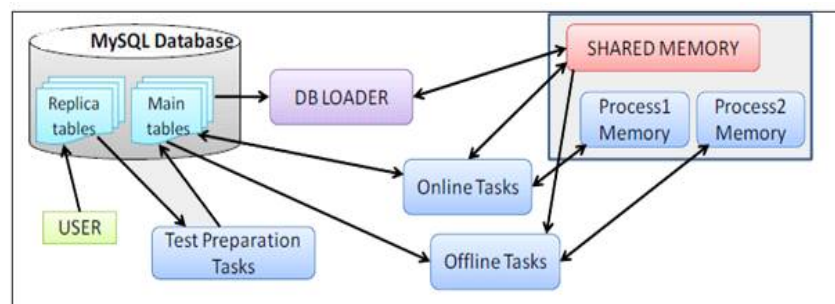 MySQL Database
SHARED MEMORY
Replica
tables
Main
tables
DB LOADER
Process1
Memory
Process2
Memory
Online Tasks
USER
Test Preparation
Tasks
Offline Tasks